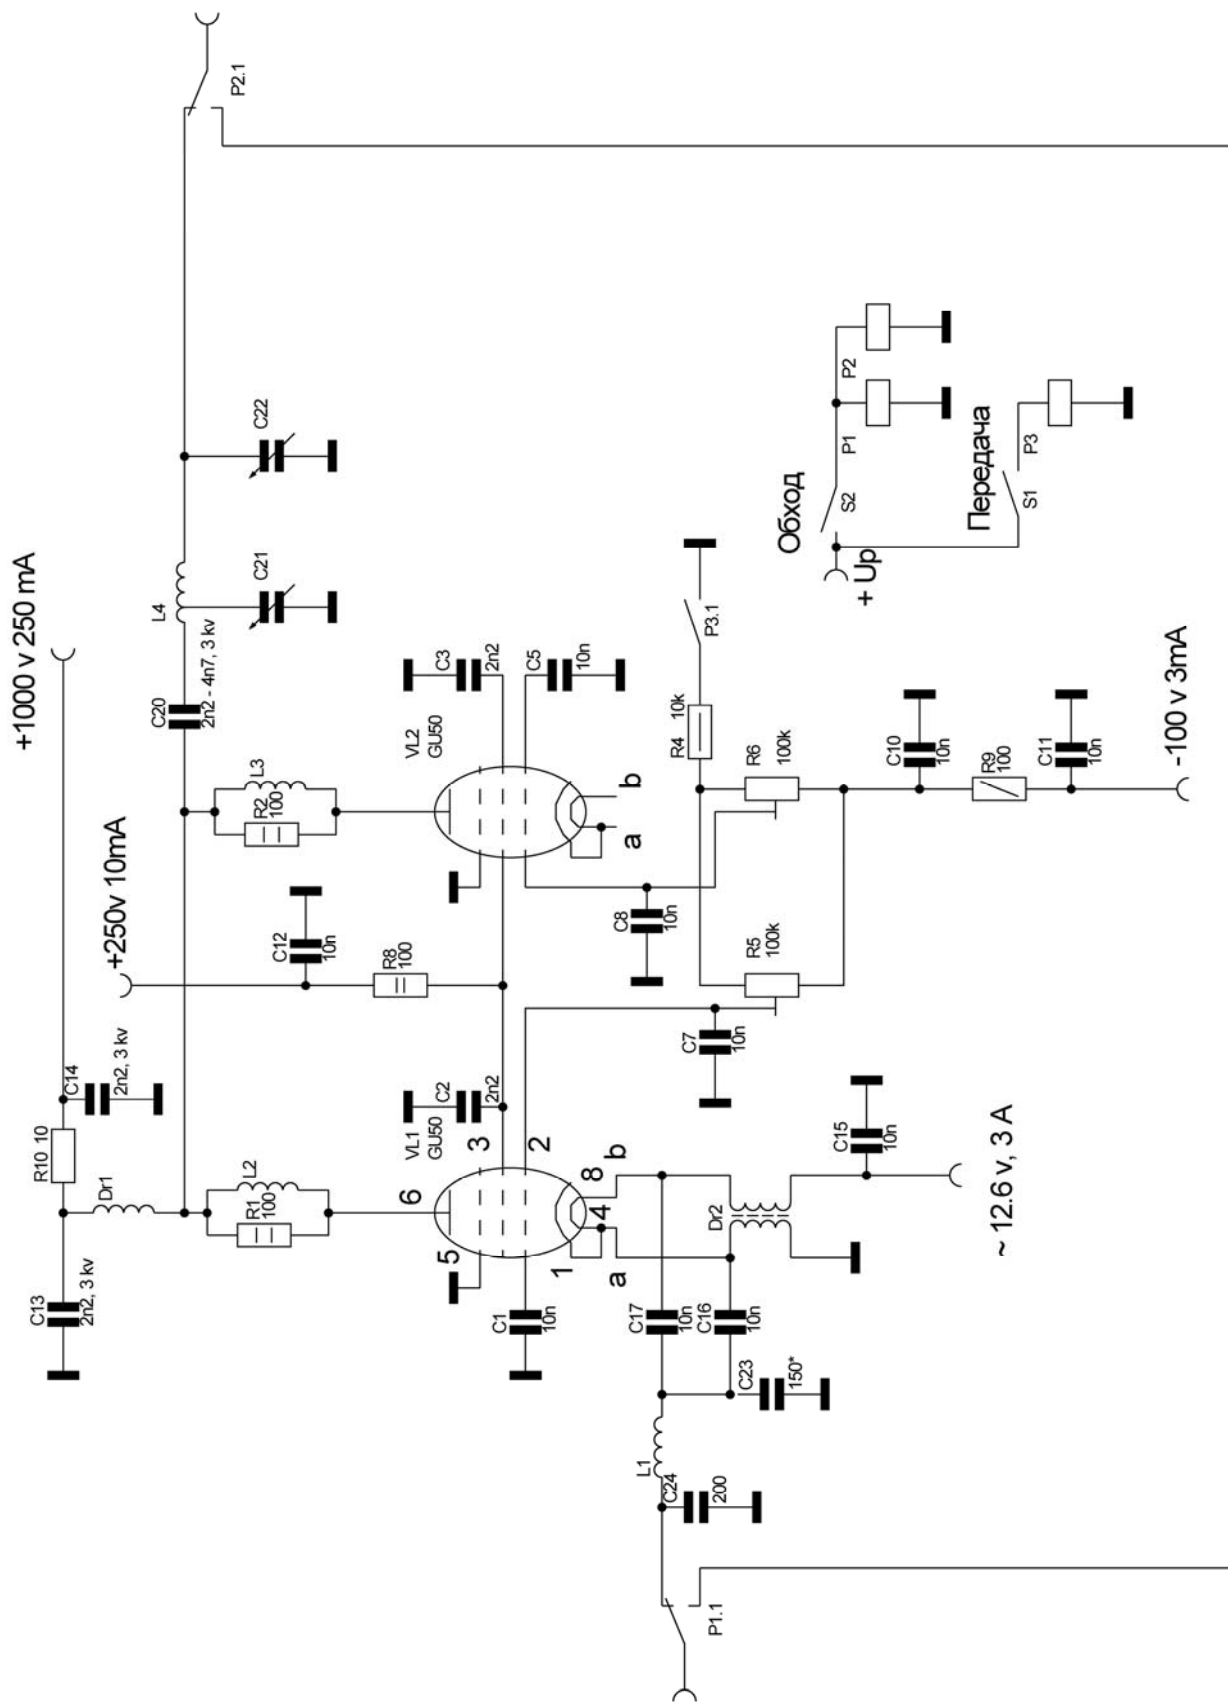 P2.1
+1000 v 250 mA
R10 10
C14
2n2, 3 kv
C13
2n2, 3 kv
Dr1
+250v 10mA
C20
2n2 - 4n7, 3 kv
L4
C21
C22
R1
100
L2
R2
100
L3
C12
10n
R8
100
VL1
GU50
C2
2n2
VL2
GU50
C3
2n2
C5
10n
6
5
3
2
1
4
8
a
b
a
b
C1
10n
C8
10n
C7
10n
R4
10k
P3.1
R5
100k
R6
100k
C10
10n
R9
100
C11
10n
-100 v 3mA
C17
10n
C16
10n
Dr2
C15
10n
~ 12.6 v, 3 A
C23
150*
L1
C24
200
P1.1
Обход
S2
P1
P2
+ Up
Передача
S1
P3